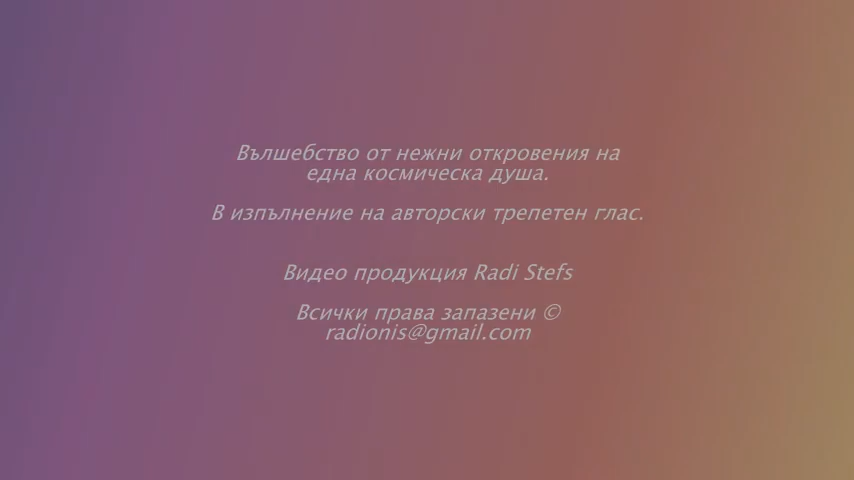 Вълшебство от нежни откровения на
една космическа душа.
В изпълнение на авторски трепетен глас.
Видео продукция Radi Stefs
Всички права запазени ©
radionis@gmail.com